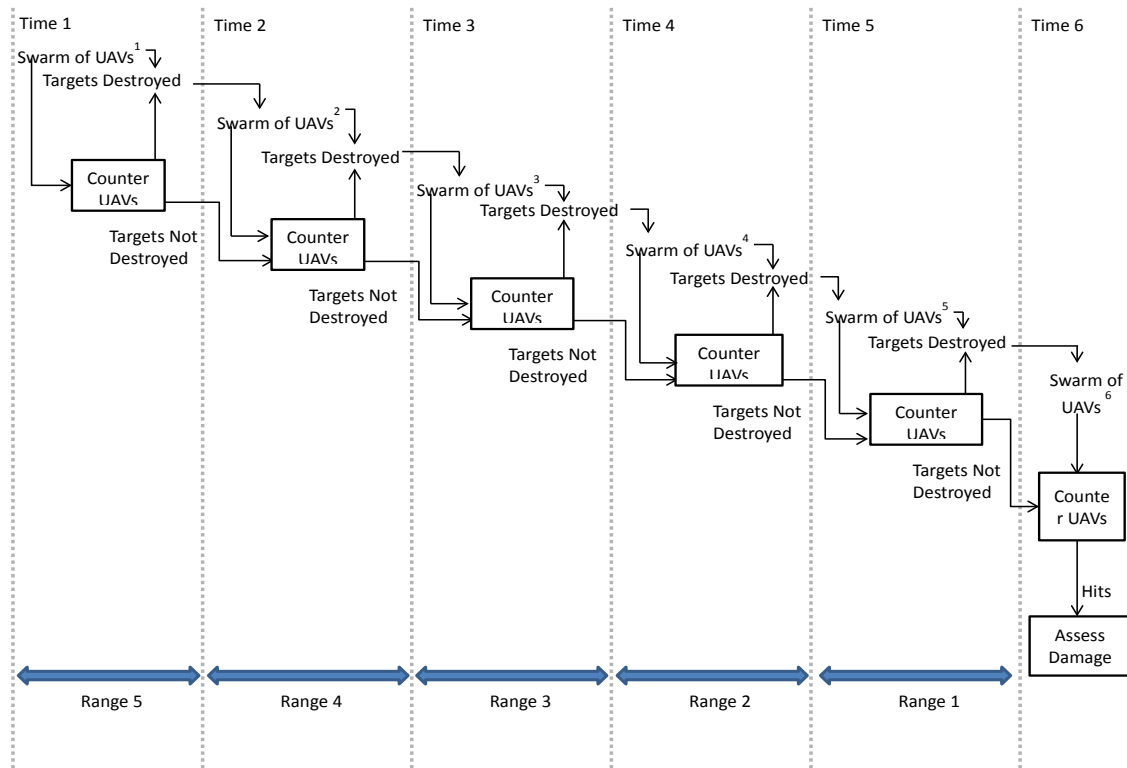 Time 1
Time 2
Time 3
Time 4
Time 5
Time 6
Swarm of UAVs1
Targets Destroyed
Counter
UAVs
Targets Not
Destroyed
Swarm of UAVs2
Targets Destroyed
Counter
UAVs
Targets Not
Destroyed
Swarm of UAVs3
Targets Destroyed
Counter
UAVs
Targets Not
Destroyed
Swarm of UAVs4
Targets Destroyed
Counter
UAVs
Targets Not
Destroyed
Swarm of UAVs5
Targets Destroyed
Counter
UAVs
Targets Not
Destroyed
Swarm of
UAVs6
Counte
r UAVs
Hits
Assess
Damage
Range 5
Range 4
Range 3
Range 2
Range 1